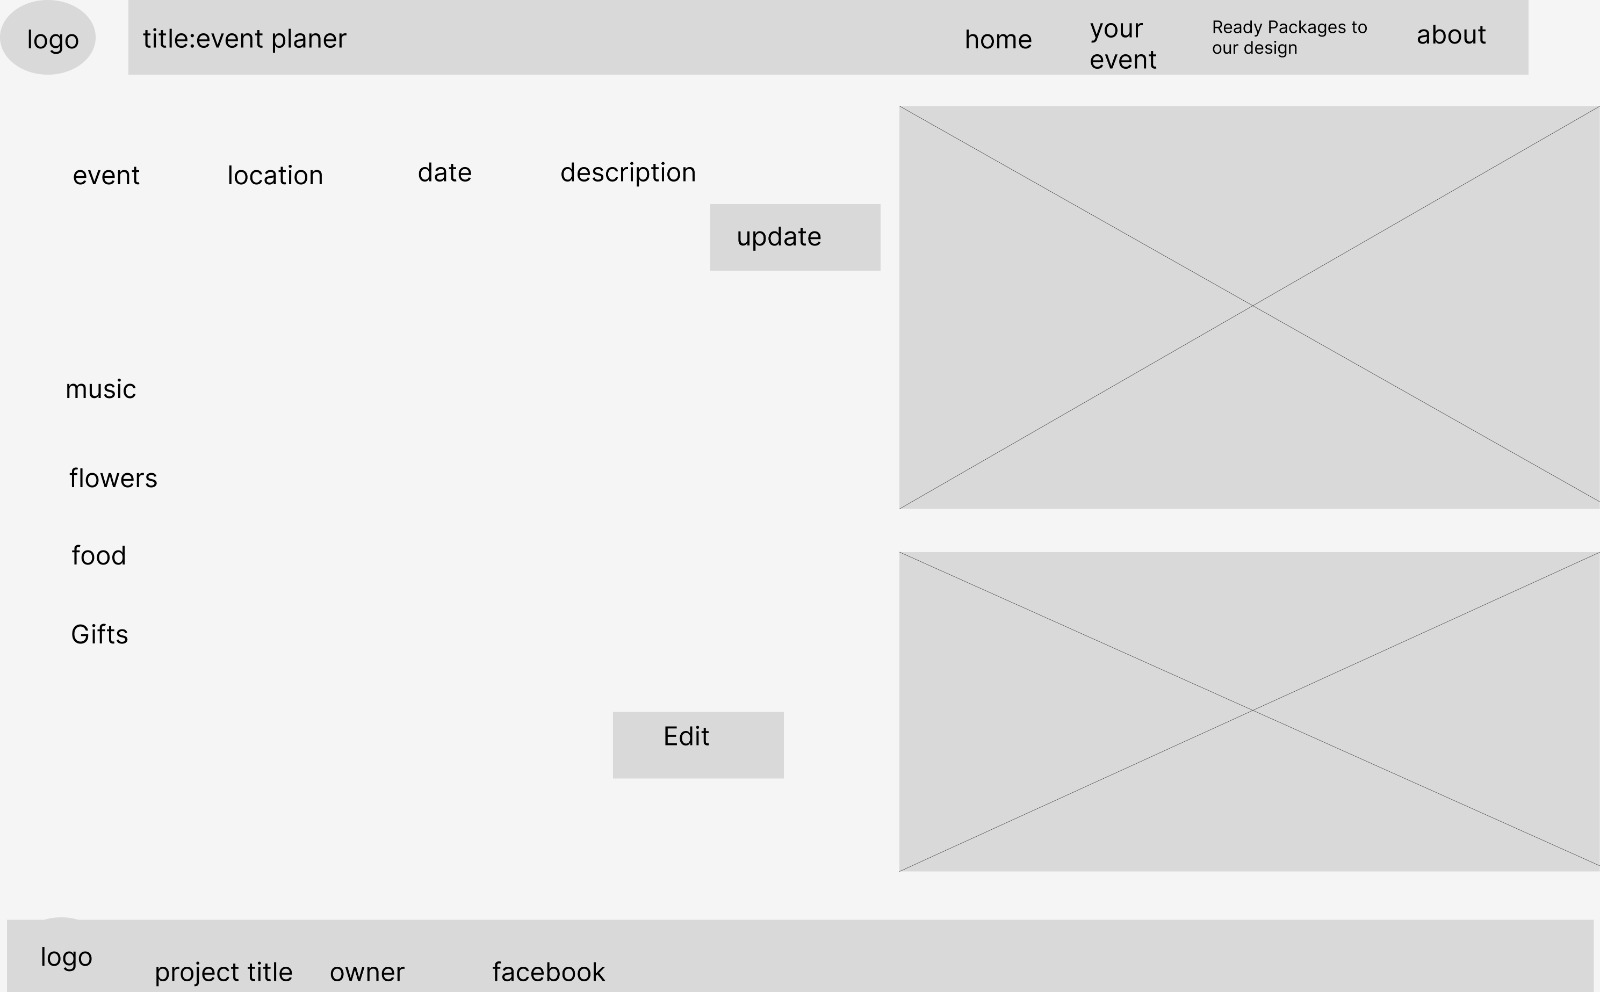 logo
title:event planer
home
your
event
Ready Packages to
our design
about
event
location
date
description
update
music
flowers
food
Gifts
Edit
logo
project title
owner
facebook